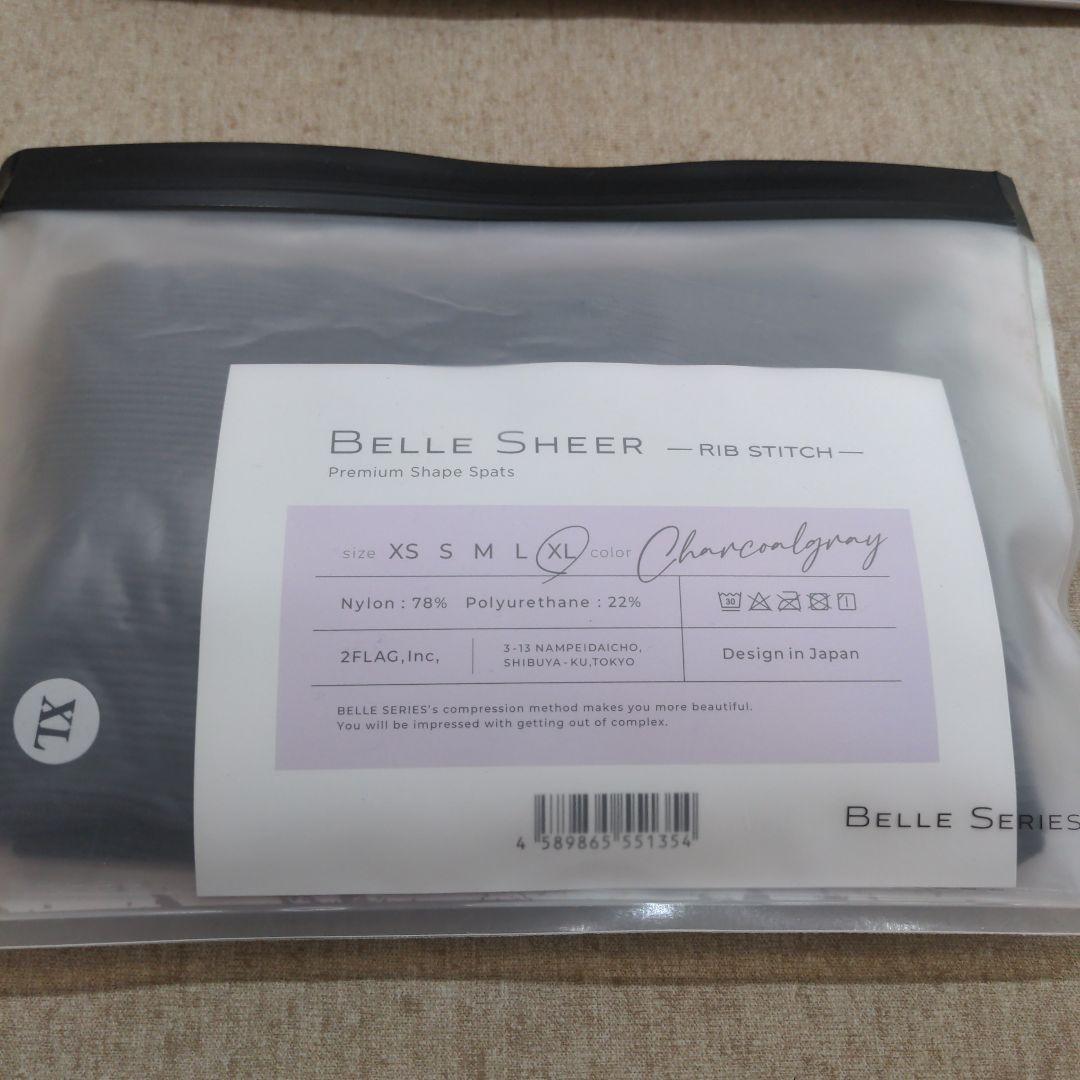 BELLE SHEER —RIB STITCH—
Premium Shape Spats
size XS S M L XL color Charcoalgray
Nylon : 78% Polyurethane : 22%
30
2FLAG,Inc,
3-13 NAMPEIDAICHO,
SHIBUYA-KU,TOKYO
Design in Japan
BELLE SERIES's compression method makes you more beautiful.
You will be impressed with getting out of complex.
XL
4 589865 551354
BELLE SERIES